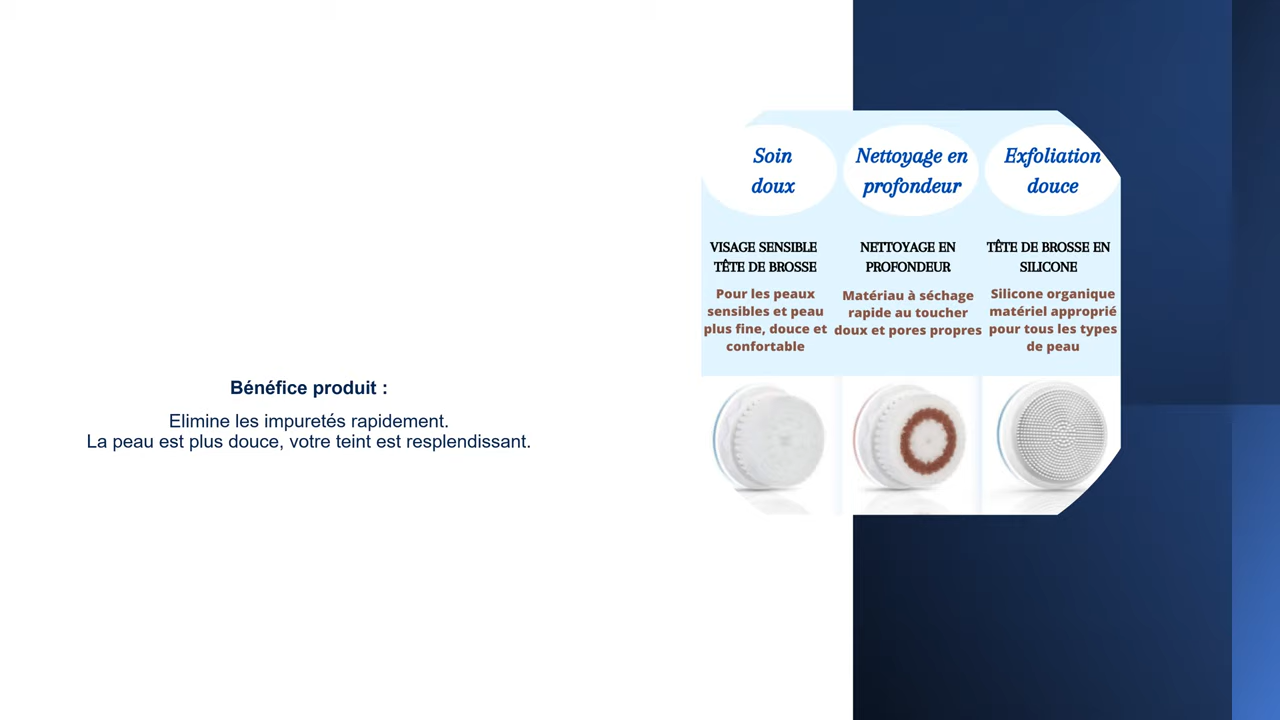 Bénéfice produit :
Elimine les impuretés rapidement.
La peau est plus douce, votre teint est resplendissant.
Soin
doux
VISAGE SENSIBLE
TÊTE DE BROSSE
Pour les peaux
sensibles et peau
plus fine, douce et
confortable
Nettoyage en
profondeur
NETTOYAGE EN
PROFONDEUR
Matériau à séchage
rapide au toucher
doux et pores propres
Exfoliation
douce
TÊTE DE BROSSE EN
SILICONE
Silicone organique
matériel approprié
pour tous les types
de peau